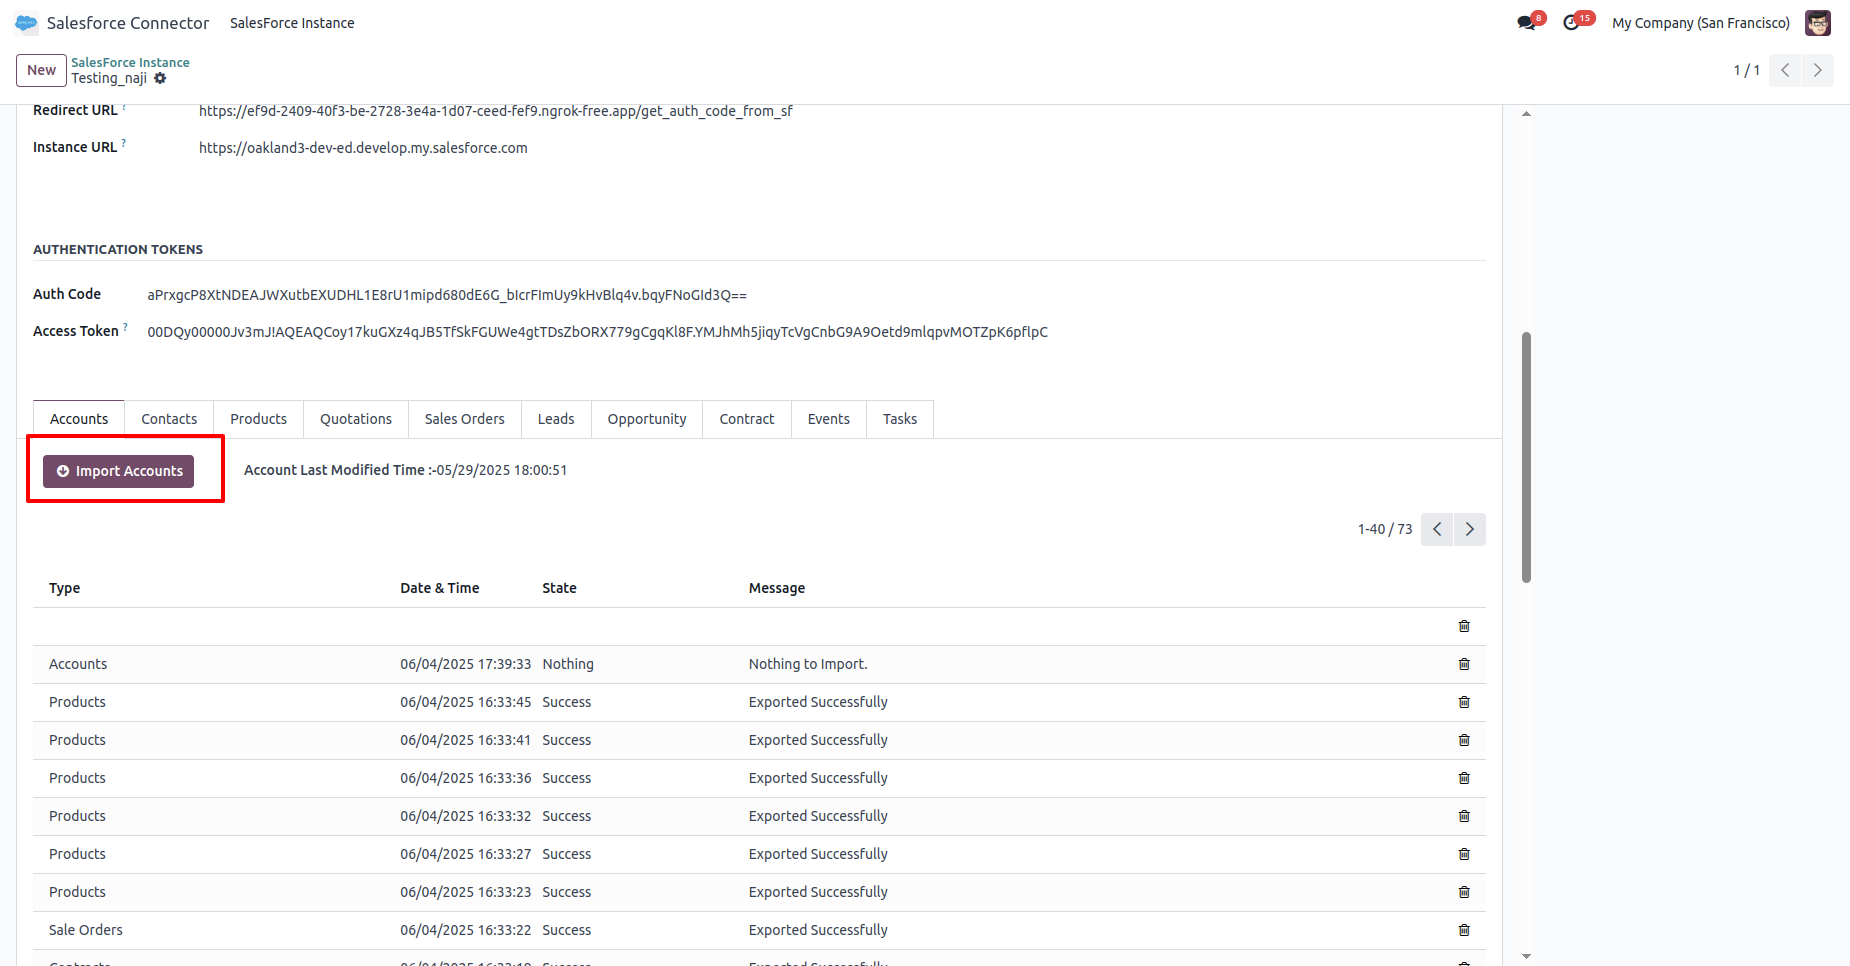 Salesforce Connector SalesForce Instance 8 15 My Company (San Francisco)
New SalesForce Instance
Testing_naji 1 / 1
Redirect URL ? https://ef9d-2409-40f3-be-2728-3e4a-1d07-ceed-fef9.ngrok-free.app/get_auth_code_from_sf
Instance URL ? https://oakland3-dev-ed.develop.my.salesforce.com
AUTHENTICATION TOKENS
Auth Code aPrxgcP8XtNDEAJWXutbEXUDHL1E8rU1mipd680dE6G_bIcrFImUy9kHvBlq4v.bqyFNoGId3Q==
Access Token ? 00DQy00000Jv3mJ!AQEAQCoy17kuGXz4qJB5TfSkFGUWe4gtTDsZbORX779gCgqKl8F.YMJhMh5jiqyTcVgCnbG9A9Oetd9mlqpvMOTZpK6pflpC
Accounts Contacts Products Quotations Sales Orders Leads Opportunity Contract Events Tasks
Import Accounts Account Last Modified Time :-05/29/2025 18:00:51
1-40 / 73
Type Date & Time State Message
Accounts 06/04/2025 17:39:33 Nothing Nothing to Import.
Products 06/04/2025 16:33:45 Success Exported Successfully
Products 06/04/2025 16:33:41 Success Exported Successfully
Products 06/04/2025 16:33:36 Success Exported Successfully
Products 06/04/2025 16:33:32 Success Exported Successfully
Products 06/04/2025 16:33:27 Success Exported Successfully
Products 06/04/2025 16:33:23 Success Exported Successfully
Sale Orders 06/04/2025 16:33:22 Success Exported Successfully